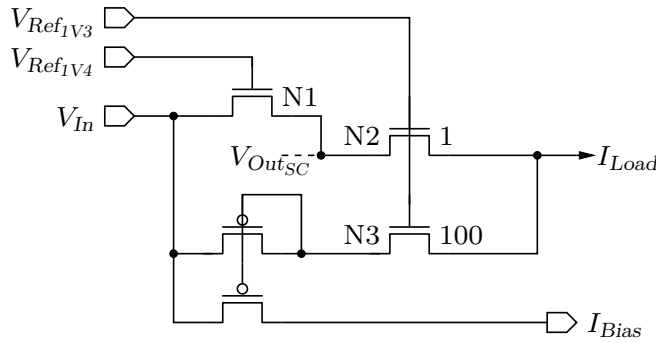 V_{Ref_{1V3}}
V_{Ref_{1V4}}
V_{In} N1
N2 1
V_{Out_{SC}} I_{Load}
N3 100
I_{Bias}